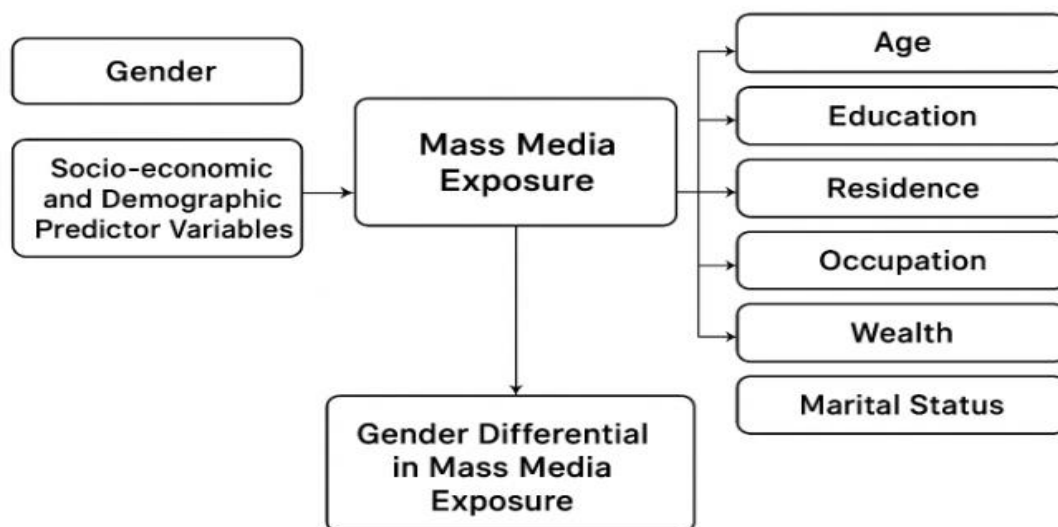 Gender
Socio-economic
and Demographic
Predictor Variables
Mass Media
Exposure
Gender Differential
in Mass Media
Exposure
Age
Education
Residence
Occupation
Wealth
Marital Status